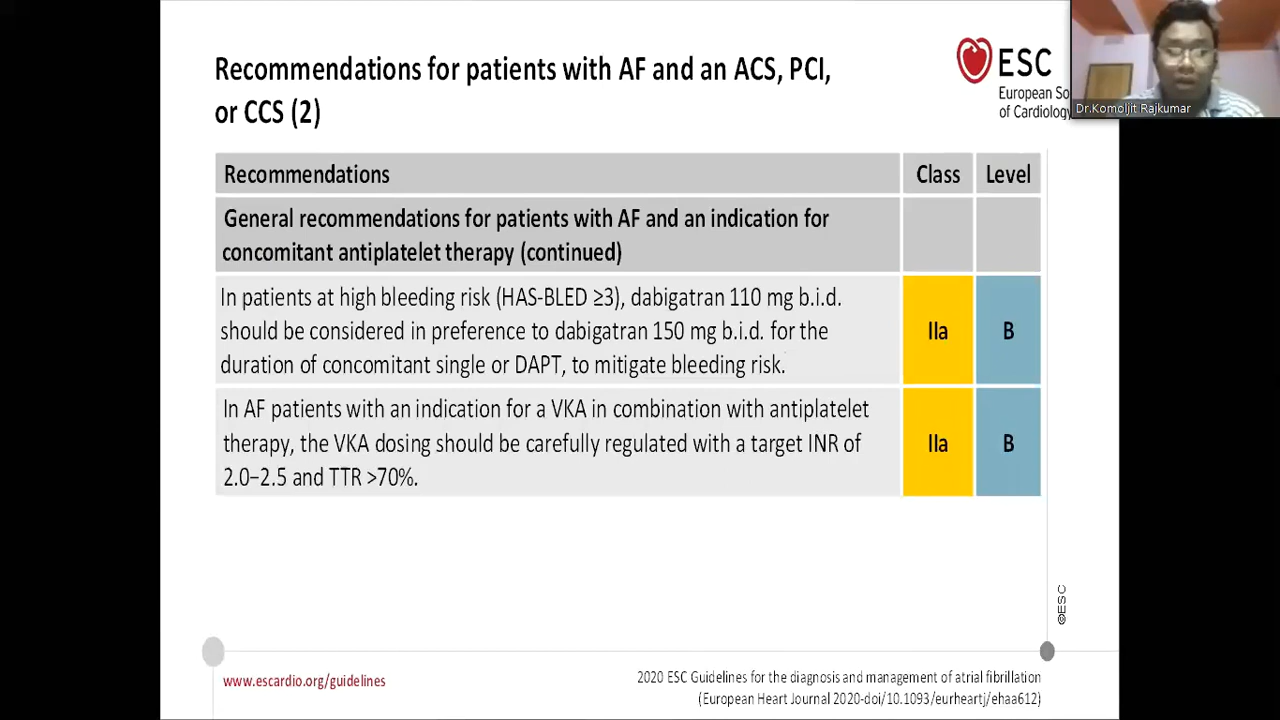 Recommendations for patients with AF and an ACS, PCI,
or CCS (2)
ESC
European So
of Cardiology
Dr.Komoljit Rajkumar
Recommendations
Class
Level
General recommendations for patients with AF and an indication for
concomitant antiplatelet therapy (continued)
In patients at high bleeding risk (HAS-BLED ≥3), dabigatran 110 mg b.i.d.
should be considered in preference to dabigatran 150 mg b.i.d. for the
duration of concomitant single or DAPT, to mitigate bleeding risk.
IIa
B
In AF patients with an indication for a VKA in combination with antiplatelet
therapy, the VKA dosing should be carefully regulated with a target INR of
2.0–2.5 and TTR >70%.
IIa
B
©ESC
www.escardio.org/guidelines
2020 ESC Guidelines for the diagnosis and management of atrial fibrillation
(European Heart Journal 2020-doi/10.1093/eurheartj/ehaa612)